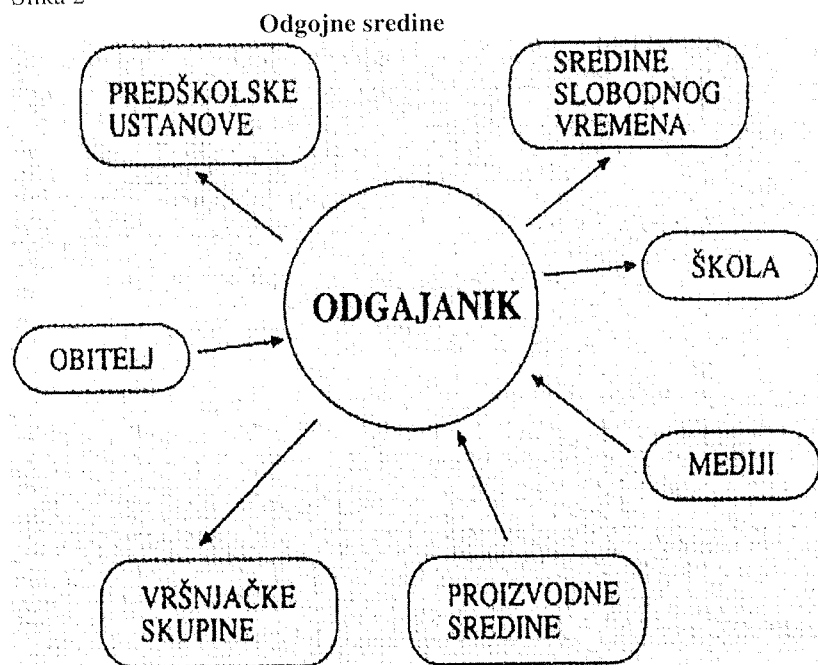 Odgojne sredine
PREDŠKOLSKE
USTANOVE
SREDINE
SLOBODNOG
VREMENA
ŠKOLA
ODGAJANIK
OBITELJ
MEDIJI
VRŠNJAČKE
SKUPINE
PROIZVODNE
SREDINE